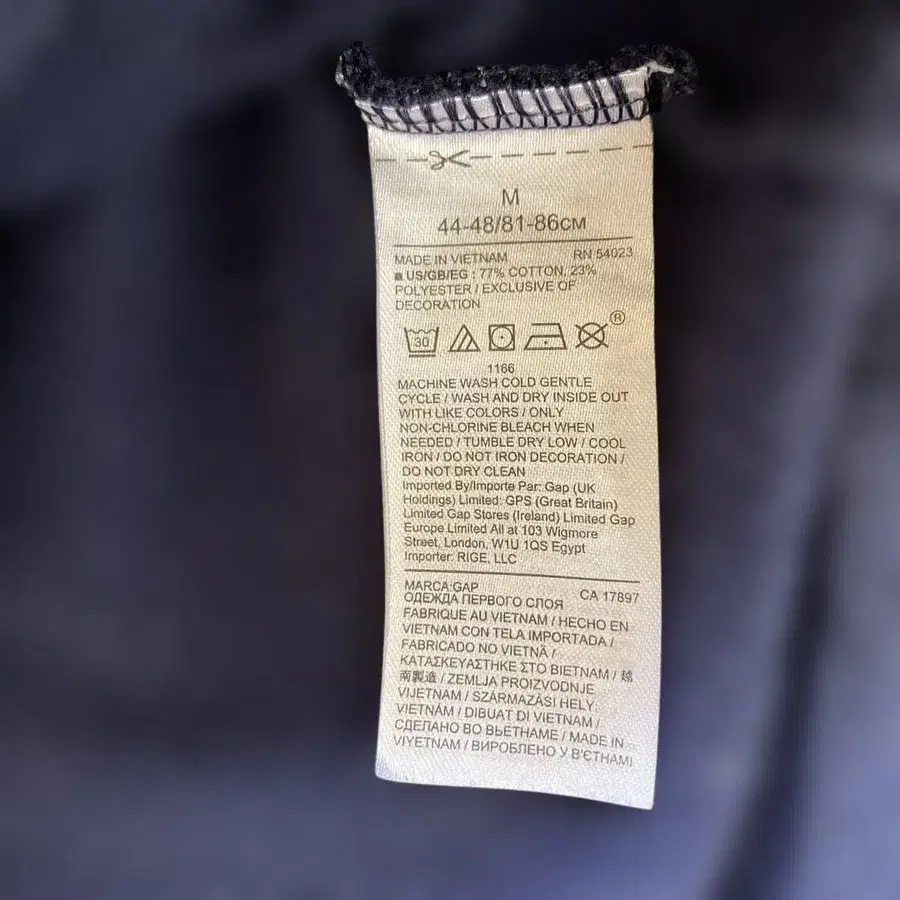 M
44-48/81-86CM
MADE IN VIETNAM RN 54023
■ US/GB/EG : 77% COTTON, 23%
POLYESTER / EXCLUSIVE OF
DECORATION
30 ®
1166
MACHINE WASH COLD GENTLE
CYCLE / WASH AND DRY INSIDE OUT
WITH LIKE COLORS / ONLY
NON-CHLORINE BLEACH WHEN
NEEDED / TUMBLE DRY LOW / COOL
IRON / DO NOT IRON DECORATION /
DO NOT DRY CLEAN
Imported By/Importe Par: Gap (UK
Holdings) Limited: GPS (Great Britain)
Limited Gap Stores (Ireland) Limited Gap
Europe Limited All at 103 Wigmore
Street, London, W1U 1QS Egypt
Importer: RIGE, LLC
MARCA:GAP CA 17897
ОДЕЖДА ПЕРВОГО СЛОЯ
FABRIQUE AU VIETNAM / HECHO EN
VIETNAM CON TELA IMPORTADA /
FABRICADO NO VIETNÃ /
ΚΑΤΑΣΚΕΥΑΣΤΗΚΕ ΣΤΟ ΒΙΕΤΝΑΜ / 越
南製造 / ZEMLJA PROIZVODNJE
VIJETNAM / SZÁRMAZÁSI HELY:
VIETNÁM / DIBUAT DI VIETNAM /
СДЕЛАНО ВО ВЬЕТНАМЕ / MADE IN
VIYETNAM / ВИРОБЛЕНО У В'ЄТНАМІ